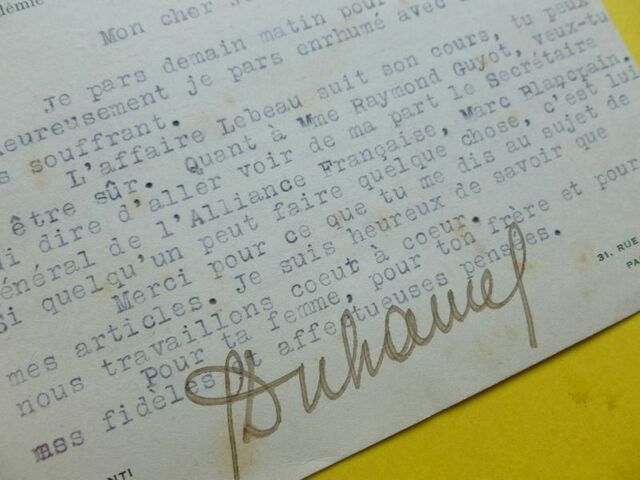 démie
Mon cher
Je pars demain matin pour
heureusement je pars enrhumé avec
s souffrant.
L'affaire Lebeau suit son cours, tu peux
être sûr. Quant à Mme Raymond Guyot, veux-tu
ui dire d'aller voir de ma part le Secrétaire
énéral de l'Alliance Française, Marc Blancpain.
Si quelqu'un peut faire quelque chose, c'est lui
Merci pour ce que tu me dis au sujet de
mes articles. Je suis heureux de savoir que
nous travaillons coeur à coeur.
Pour ta femme, pour ton frère et pour
mes fidèles et affectueuses pensées.
Duhamel
31, RUE
PA
NTI